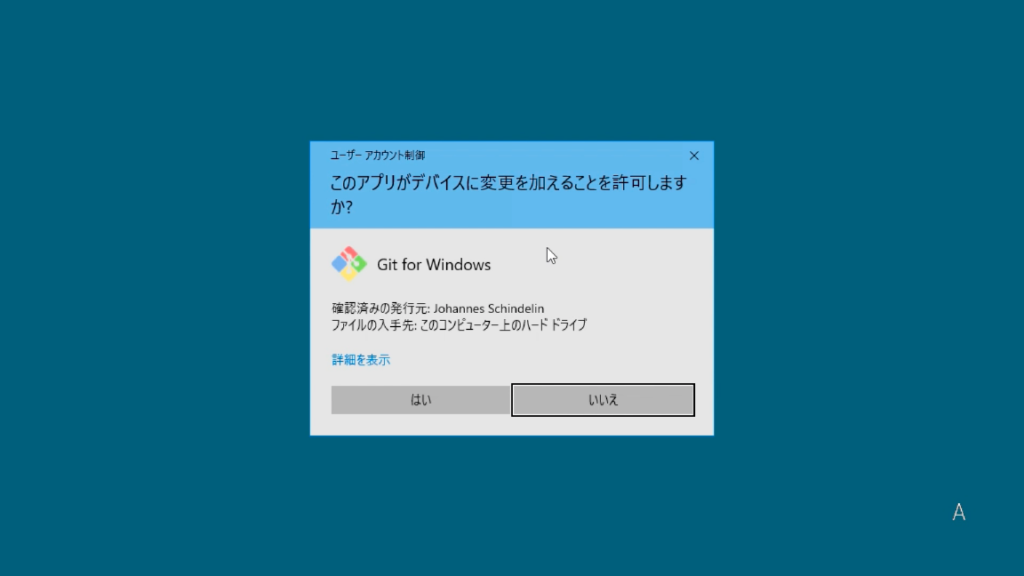 ユーザー アカウント制御
このアプリがデバイスに変更を加えることを許可します
か?
Git for Windows
確認済みの発行元: Johannes Schindelin
ファイルの入手先: このコンピューター上のハード ドライブ
詳細を表示
はい
いいえ
A